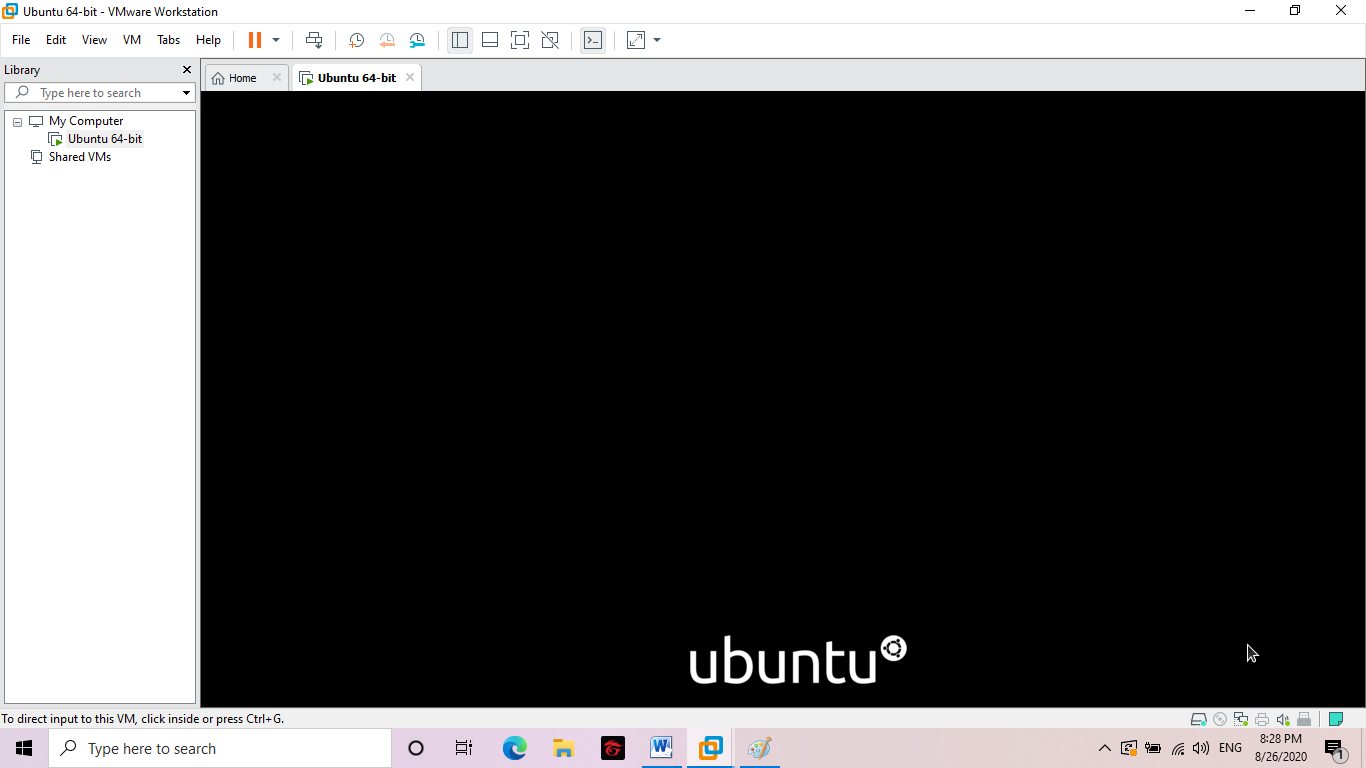 Ubuntu 64-bit - VMware Workstation
File Edit View VM Tabs Help
Library
Type here to search
My Computer
Ubuntu 64-bit
Shared VMs
Home
Ubuntu 64-bit
ubuntu
To direct input to this VM, click inside or press Ctrl+G.
Type here to search
ENG
8:28 PM
8/26/2020
1